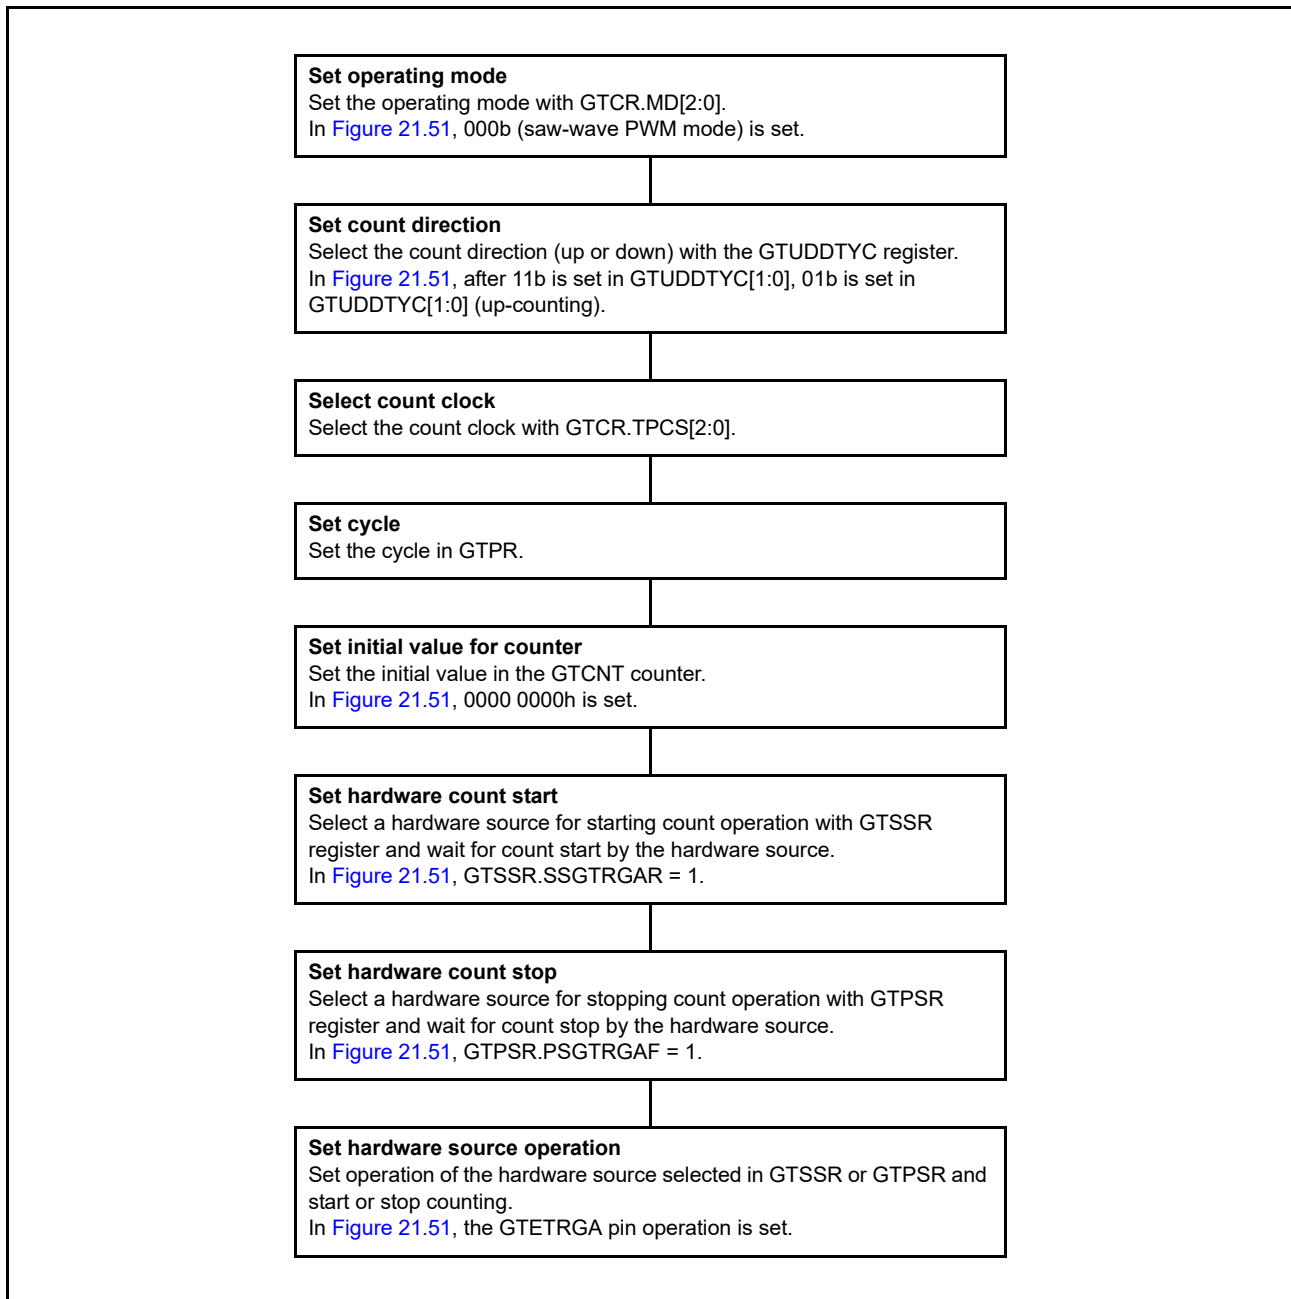 Set operating mode
Set the operating mode with GTCR.MD[2:0].
In Figure 21.51, 000b (saw-wave PWM mode) is set.
Set count direction
Select the count direction (up or down) with the GTUDDTYC register.
In Figure 21.51, after 11b is set in GTUDDTYC[1:0], 01b is set in
GTUDDTYC[1:0] (up-counting).
Select count clock
Select the count clock with GTCR.TPCS[2:0].
Set cycle
Set the cycle in GTPR.
Set initial value for counter
Set the initial value in the GTCNT counter.
In Figure 21.51, 0000 0000h is set.
Set hardware count start
Select a hardware source for starting count operation with GTSSR
register and wait for count start by the hardware source.
In Figure 21.51, GTSSR.SSGTRGAR = 1.
Set hardware count stop
Select a hardware source for stopping count operation with GTPSR
register and wait for count stop by the hardware source.
In Figure 21.51, GTPSR.PSGTRGAF = 1.
Set hardware source operation
Set operation of the hardware source selected in GTSSR or GTPSR and
start or stop counting.
In Figure 21.51, the GTETRGA pin operation is set.